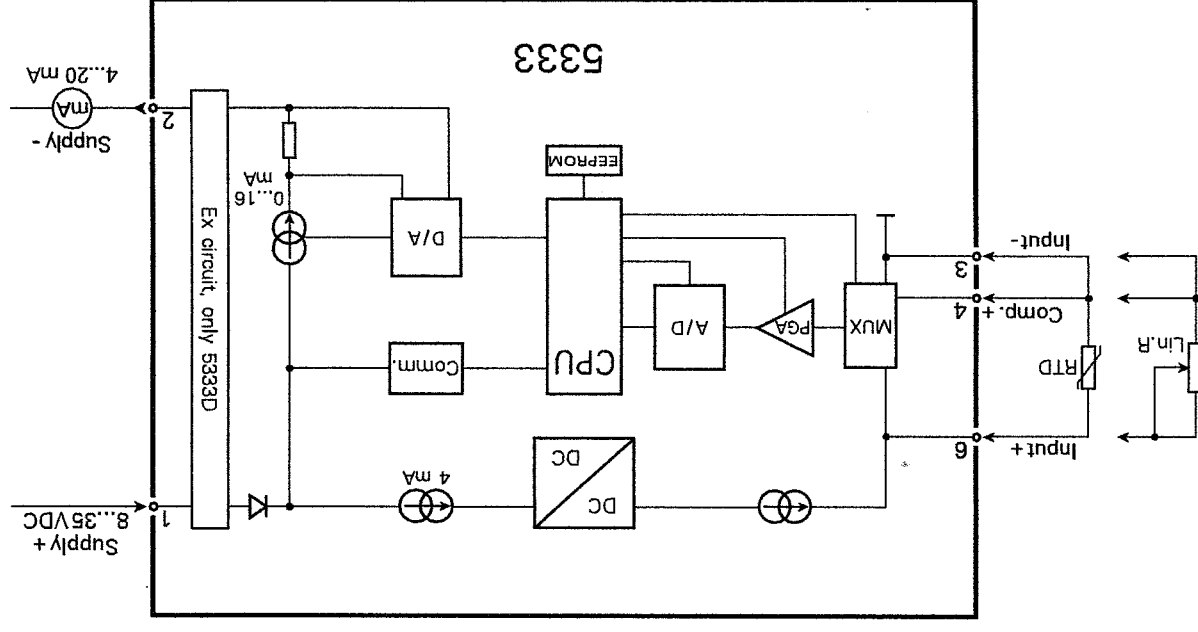 Input+
6
RTD
Lin.R
Comp.+
4
Input-
3
DC
DC
4 mA
Supply +
8...35VDC
1
MUX
PGA
A/D
CPU
Comm.
D/A
EEPROM
0...16
mA
Ex circuit, only 5333D
2
Supply -
mA
4...20 mA
5333